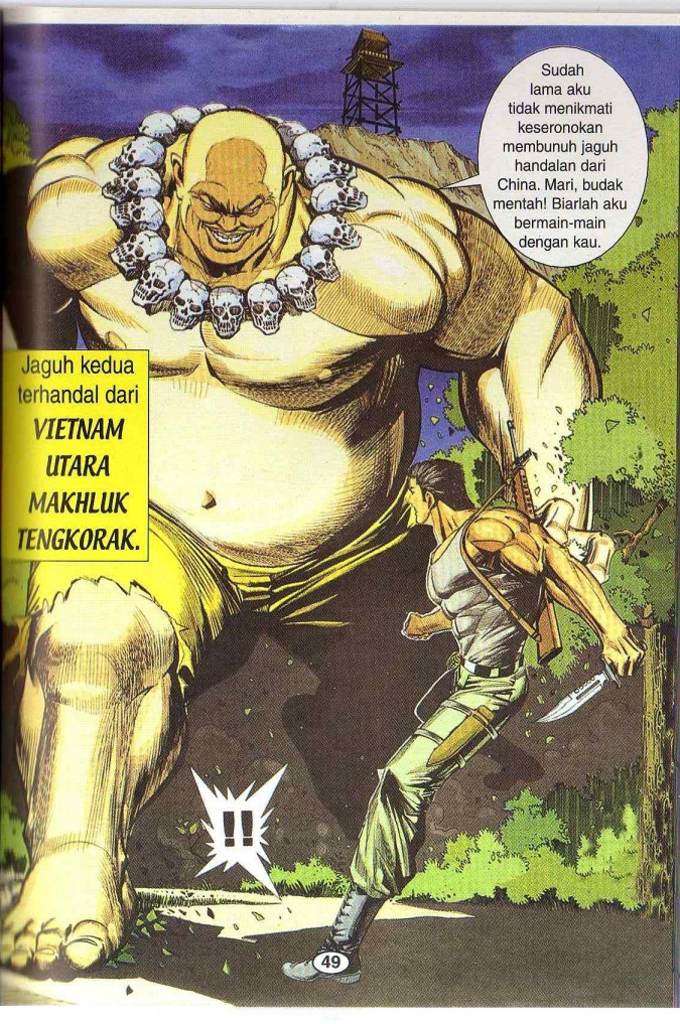 Sudah
lama aku
tidak menikmati
keseronokan
membunuh jaguh
handalan dari
China. Mari, budak
mentah! Biarlah aku
bermain-main
dengan kau.
Jaguh kedua
terhandal dari
VIETNAM
UTARA
MAKHLUK
TENGKORAK.
!!
49